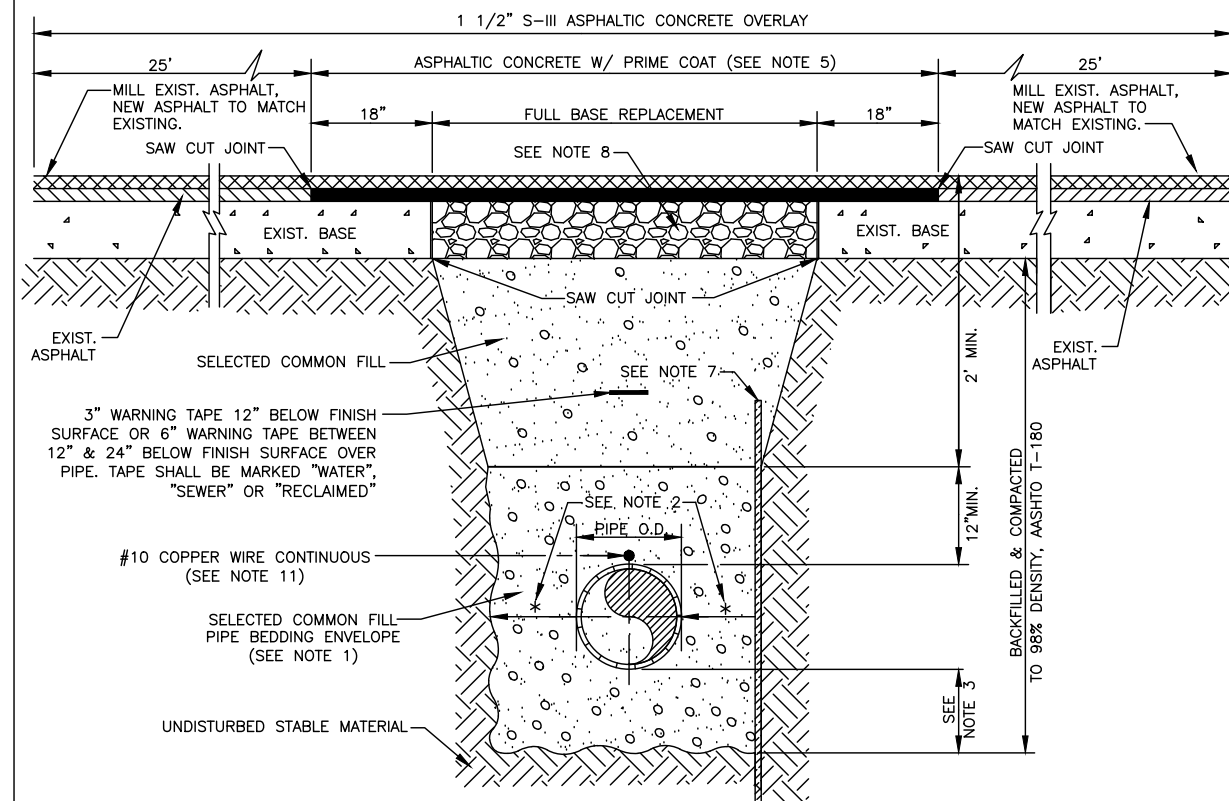 1 1/2" S-III ASPHALTIC CONCRETE OVERLAY
25'
ASPHALTIC CONCRETE W/ PRIME COAT (SEE NOTE 5)
25'
MILL EXIST. ASPHALT,
NEW ASPHALT TO MATCH
EXISTING.
MILL EXIST. ASPHALT,
NEW ASPHALT TO
MATCH EXISTING.
18"
FULL BASE REPLACEMENT
18"
SAW CUT JOINT
SEE NOTE 8
SAW CUT JOINT
EXIST. BASE
EXIST. BASE
SAW CUT JOINT
EXIST.
ASPHALT
EXIST.
ASPHALT
SELECTED COMMON FILL
SEE NOTE 7
2' MIN.
3" WARNING TAPE 12" BELOW FINISH
SURFACE OR 6" WARNING TAPE BETWEEN
12" & 24" BELOW FINISH SURFACE OVER
PIPE. TAPE SHALL BE MARKED "WATER",
"SEWER" OR "RECLAIMED"
SEE NOTE 2
PIPE O.D.
12"MIN.
BACKFILLED & COMPACTED
TO 98% DENSITY, AASHTO T-180
#10 COPPER WIRE CONTINUOUS
(SEE NOTE 11)
SELECTED COMMON FILL
PIPE BEDDING ENVELOPE
(SEE NOTE 1)
SEE
NOTE 3
UNDISTURBED STABLE MATERIAL